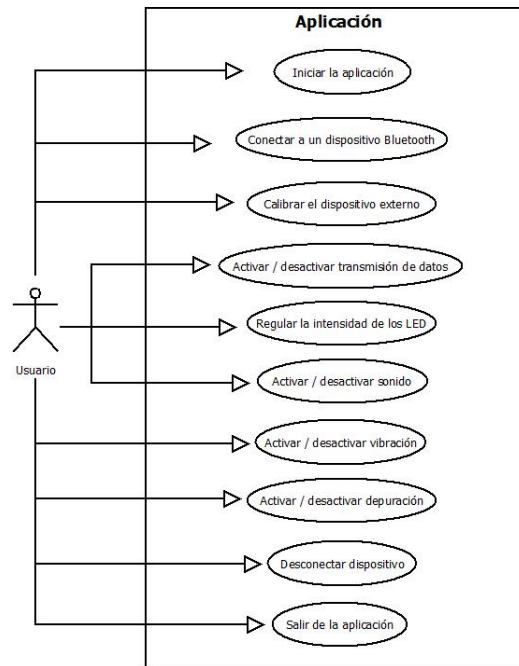 Aplicación
Iniciar la aplicación
Conectar a un dispositivo Bluetooth
Calibrar el dispositivo externo
Activar / desactivar transmisión de datos
Regular la intensidad de los LED
Usuario
Activar / desactivar sonido
Activar / desactivar vibración
Activar / desactivar depuración
Desconectar dispositivo
Salir de la aplicación